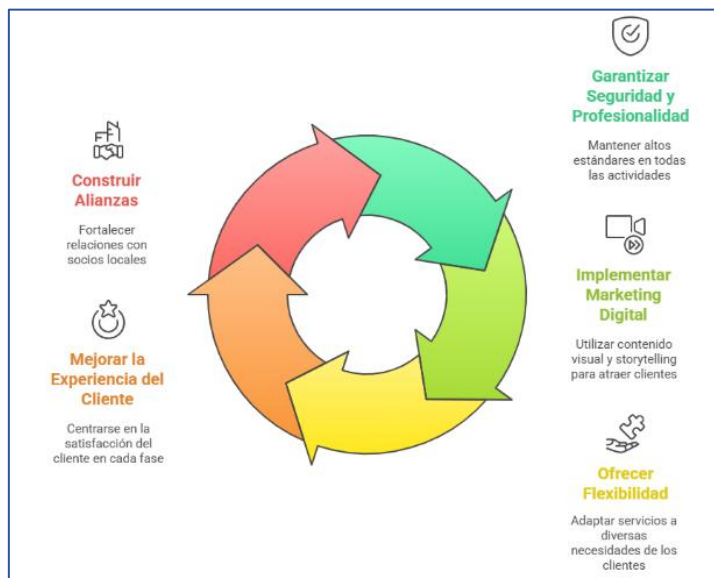 Garantizar
Seguridad y
Profesionalidad
Mantener altos
estándares en todas
las actividades
Implementar
Marketing
Digital
Utilizar contenido
visual y storytelling
para atraer clientes
Ofrecer
Flexibilidad
Adaptar servicios a
diversas
necesidades de los
clientes
Mejorar la
Experiencia del
Cliente
Centrarse en la
satisfacción del
cliente en cada fase
Construir
Alianzas
Fortalecer
relaciones con
socios locales